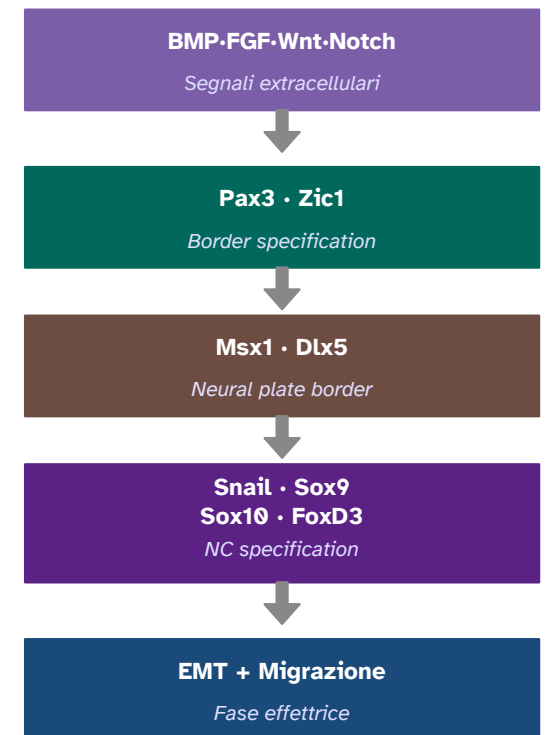 BMP·FGF·Wnt·Notch
Segnali extracellulari
Pax3 · Zic1
Border specification
Msx1 · Dlx5
Neural plate border
Snail · Sox9
Sox10 · FoxD3
NC specification
EMT + Migrazione
Fase effettrice